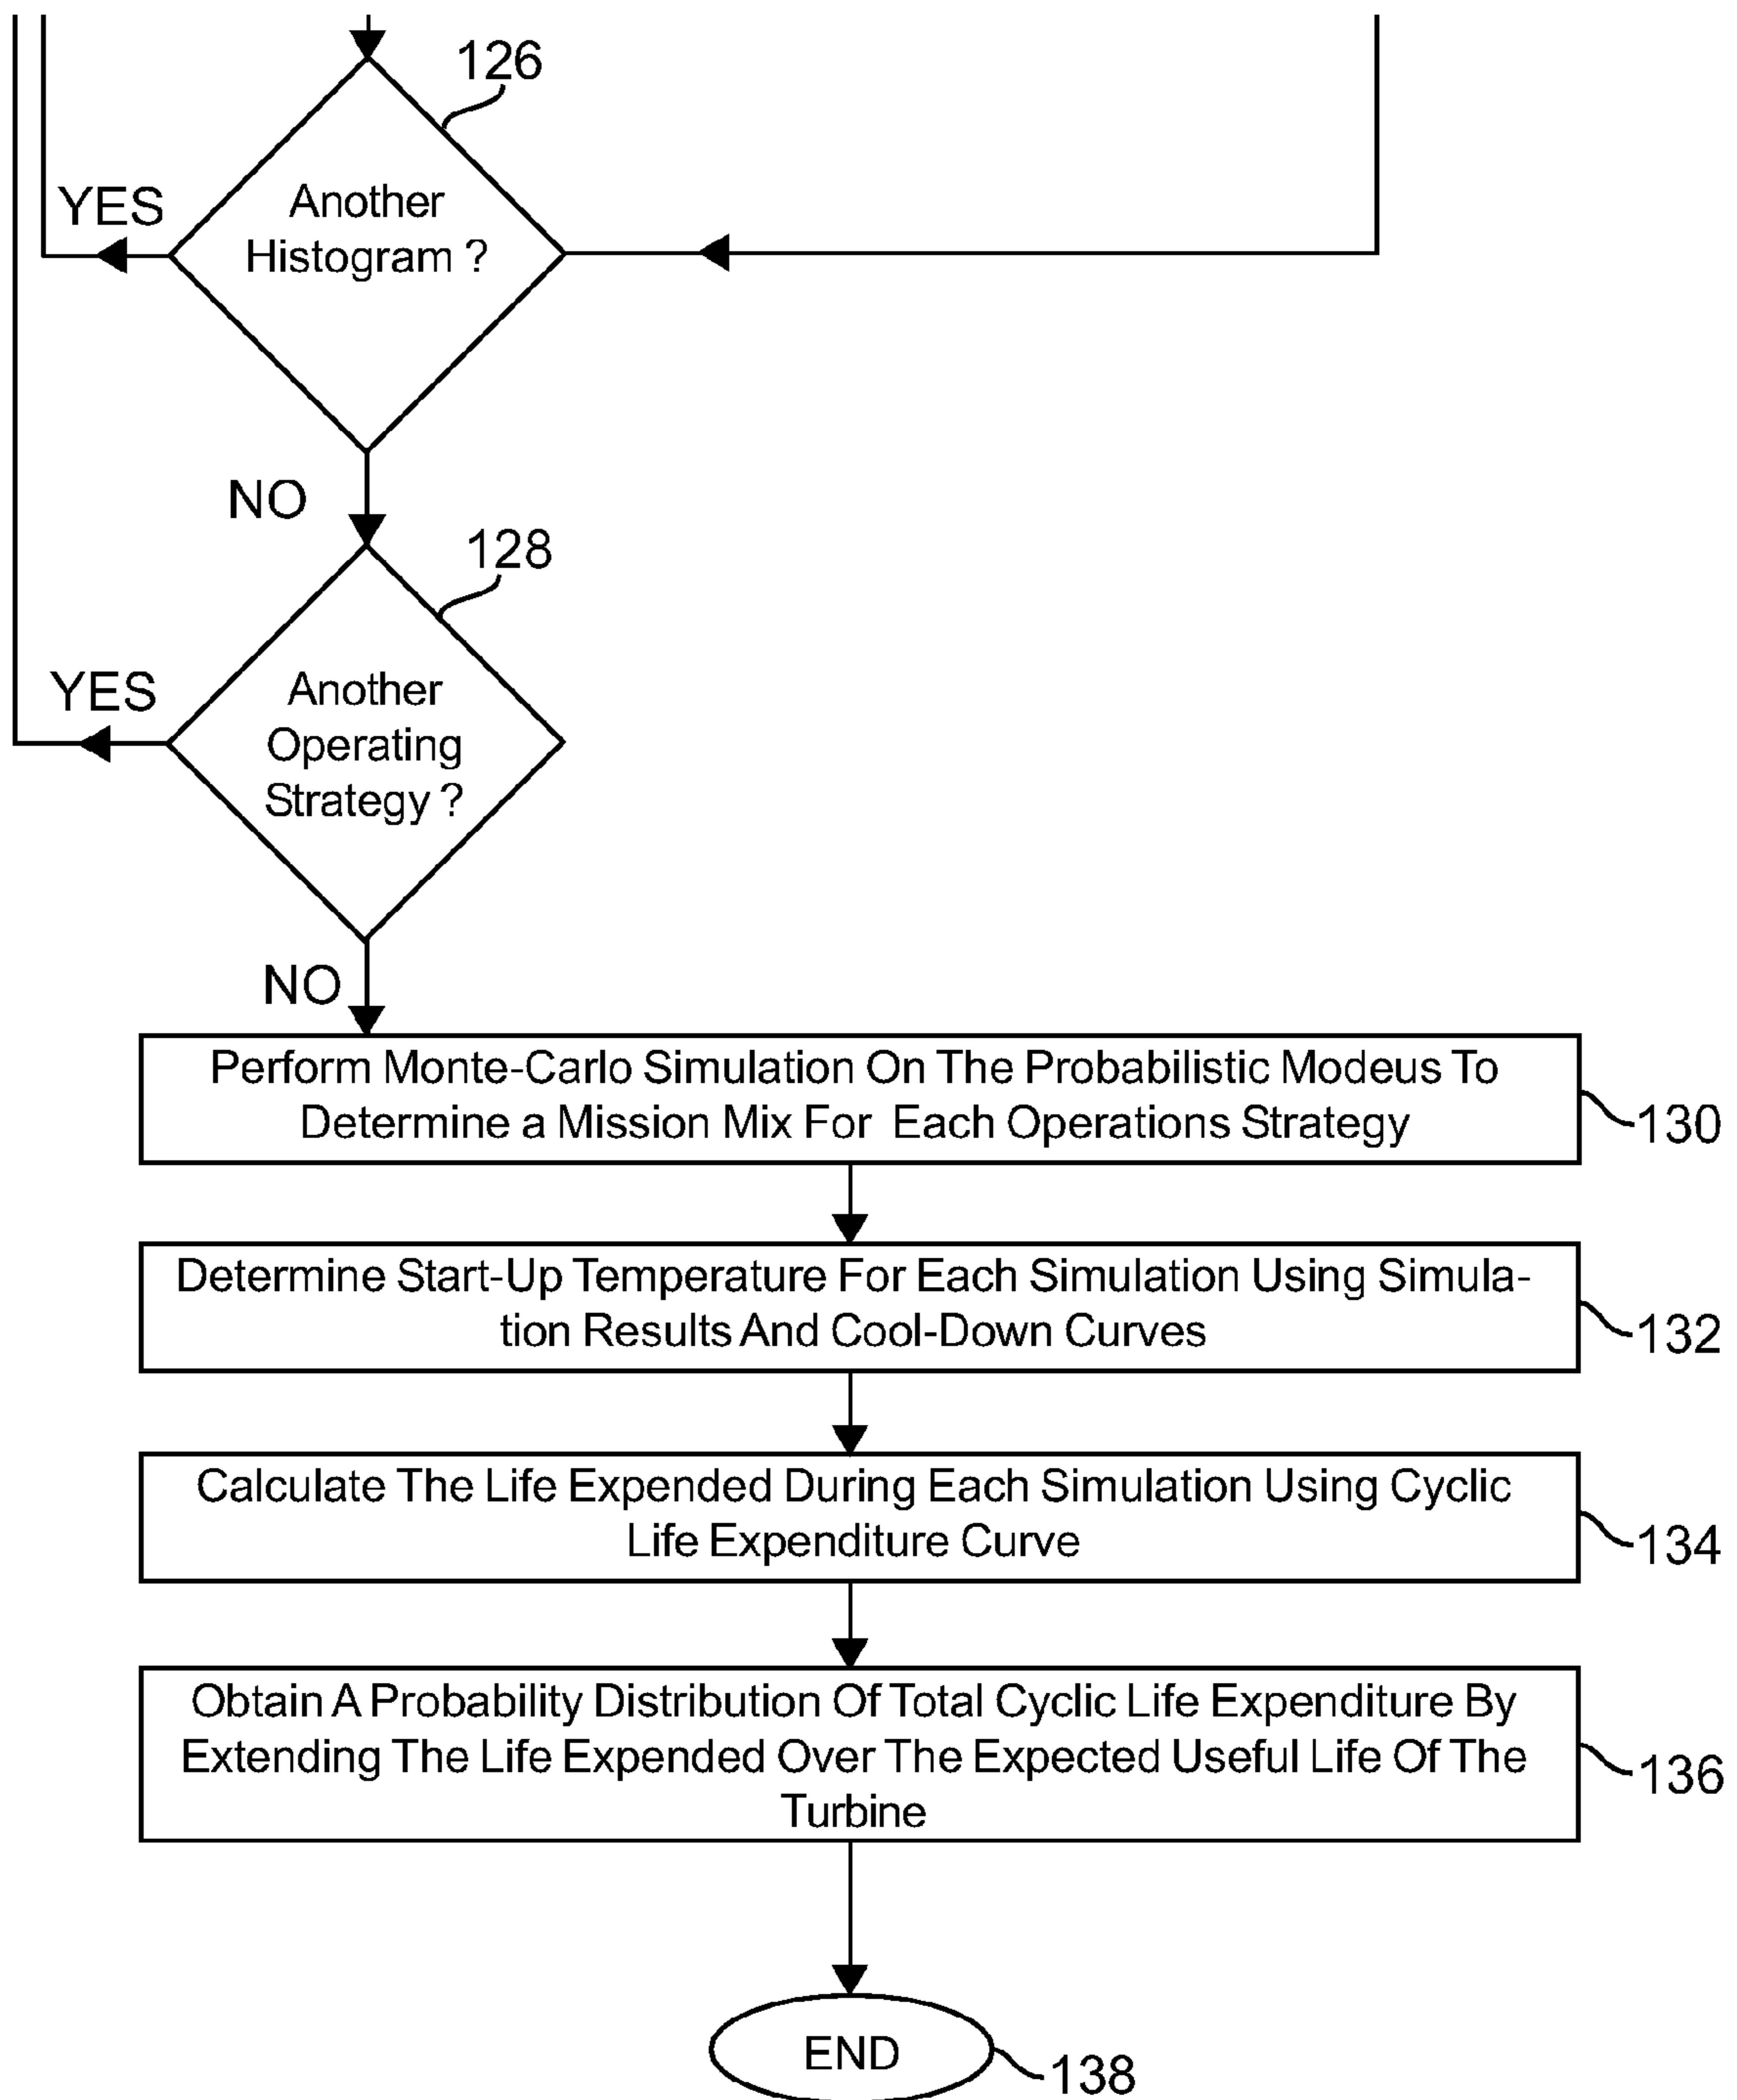 126
YES
Another
Histogram ?
NO
128
YES
Another
Operating
Strategy ?
NO
Perform Monte-Carlo Simulation On The Probabilistic Modeus To
Determine a Mission Mix For Each Operations Strategy
130
Determine Start-Up Temperature For Each Simulation Using Simula-
tion Results And Cool-Down Curves
132
Calculate The Life Expended During Each Simulation Using Cyclic
Life Expenditure Curve
134
Obtain A Probability Distribution Of Total Cyclic Life Expenditure By
Extending The Life Expended Over The Expected Useful Life Of The
Turbine
136
END
138